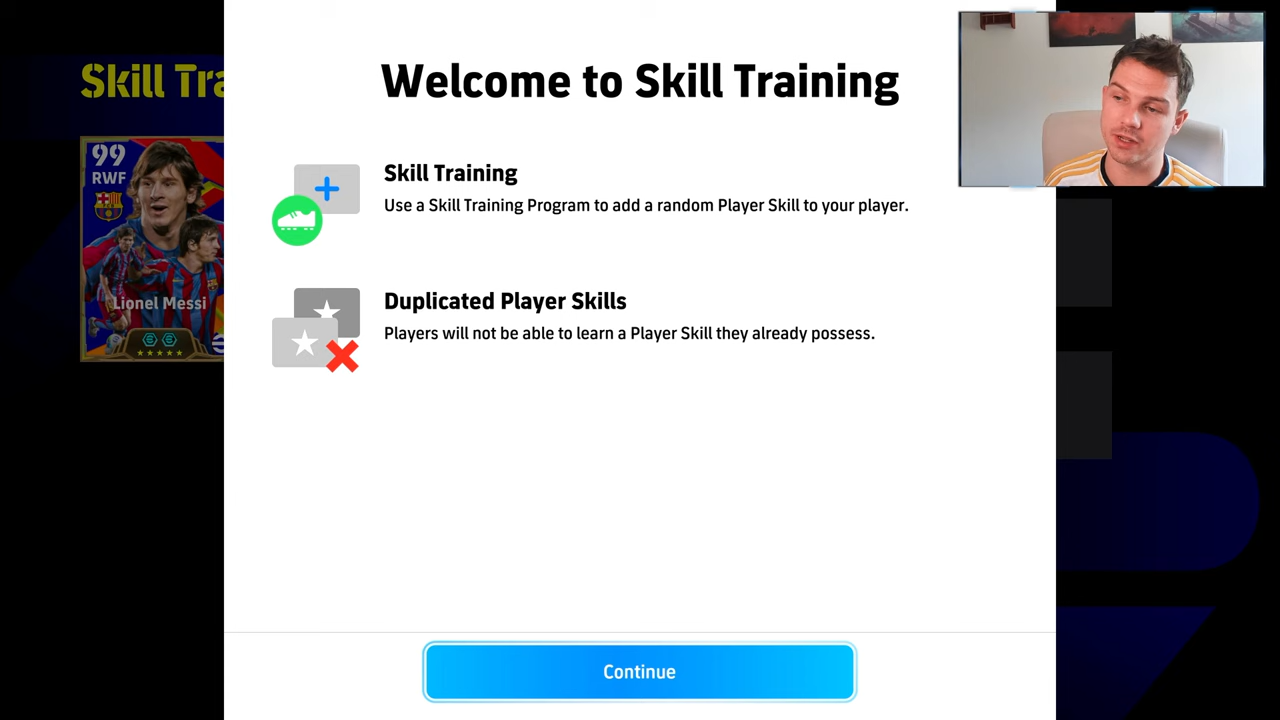 Skill Tra
99
RWF
Lionel Messi
Welcome to Skill Training
Skill Training
Use a Skill Training Program to add a random Player Skill to your player.
Duplicated Player Skills
Players will not be able to learn a Player Skill they already possess.
Continue